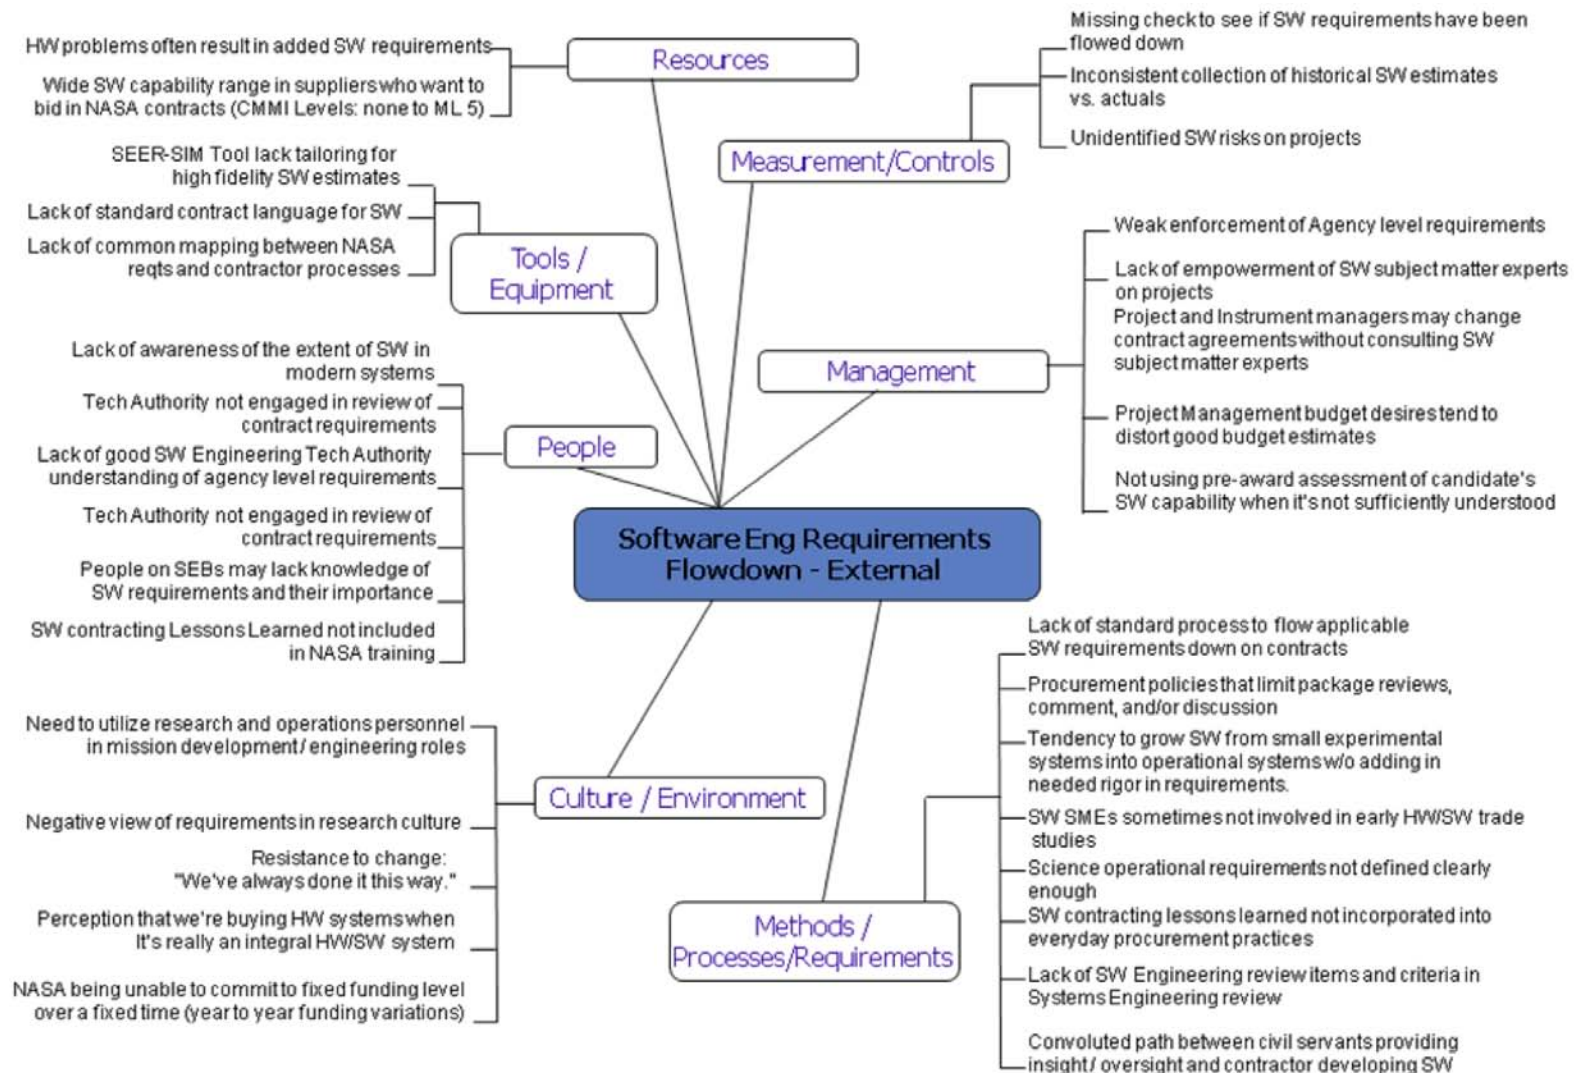 HW problems often result in added SW requirements
Wide SW capability range in suppliers who want to
bid in NASA contracts (CMMI Levels: none to ML 5)
Resources
Missing check to see if SW requirements have been
flowed down
Inconsistent collection of historical SW estimates
vs. actuals
Unidentified SW risks on projects
Measurement/Controls
SEER-SIM Tool lack tailoring for
high fidelity SW estimates
Lack of standard contract language for SW
Lack of common mapping between NASA
reqts and contractor processes
Tools /
Equipment
Weak enforcement of Agency level requirements
Lack of empowerment of SW subject matter experts
on projects
Project and Instrument managers may change
contract agreements without consulting SW
subject matter experts
Project Management budget desires tend to
distort good budget estimates
Not using pre-award assessment of candidate's
SW capability when it's not sufficiently understood
Management
Lack of awareness of the extent of SW in
modern systems
Tech Authority not engaged in review of
contract requirements
Lack of good SW Engineering Tech Authority
understanding of agency level requirements
Tech Authority not engaged in review of
contract requirements
People on SEBs may lack knowledge of
SW requirements and their importance
SW contracting Lessons Learned not included
in NASA training
People
Software Eng Requirements
Flowdown - External
Need to utilize research and operations personnel
in mission development / engineering roles
Negative view of requirements in research culture
Resistance to change:
"We've always done it this way."
Perception that we're buying HW systems when
It's really an integral HW/SW system
NASA being unable to commit to fixed funding level
over a fixed time (year to year funding variations)
Culture / Environment
Lack of standard process to flow applicable
SW requirements down on contracts
Procurement policies that limit package reviews,
comment, and/or discussion
Tendency to grow SW from small experimental
systems into operational systems w/o adding in
needed rigor in requirements.
SW SMEs sometimes not involved in early HW/SW trade
studies
Science operational requirements not defined clearly
enough
SW contracting lessons learned not incorporated into
everyday procurement practices
Lack of SW Engineering review items and criteria in
Systems Engineering review
Convoluted path between civil servants providing
insight / oversight and contractor developing SW
Methods /
Processes/Requirements